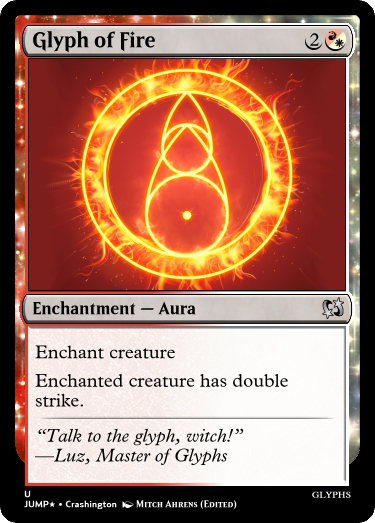 Glyph of Fire 2
Enchantment — Aura
Enchant creature
Enchanted creature has double
strike.
“Talk to the glyph, witch!”
—Luz, Master of Glyphs
U
JUMP★ • Crashington Mitch Ahrens (Edited)
GLYPHS